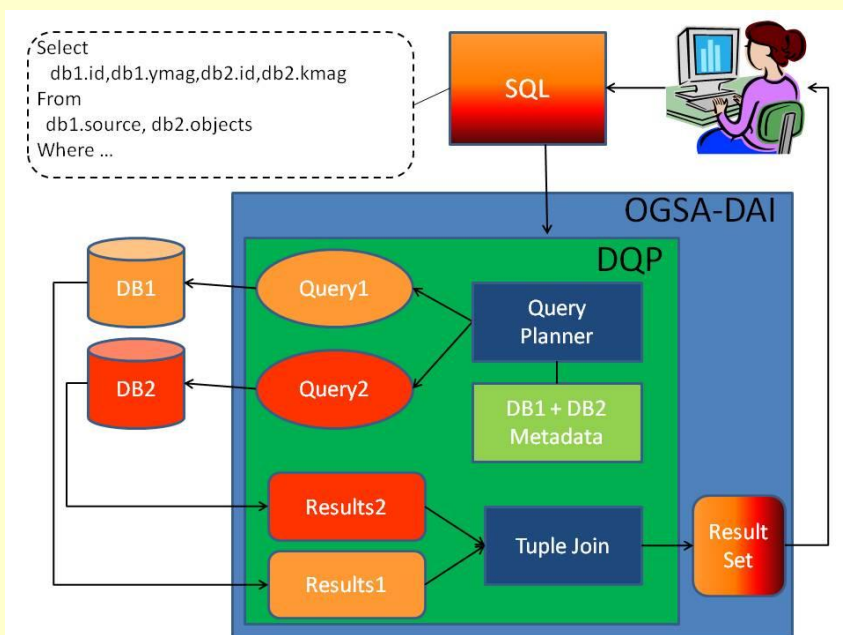 Select
db1.id,db1.ymag,db2.id,db2.kmag
From
db1.source, db2.objects
Where ...
SQL
OGSA-DAI
DQP
DB1
Query1
Query
Planner
DB2
Query2
DB1 + DB2
Metadata
Results2
Tuple Join
Result
Set
Results1